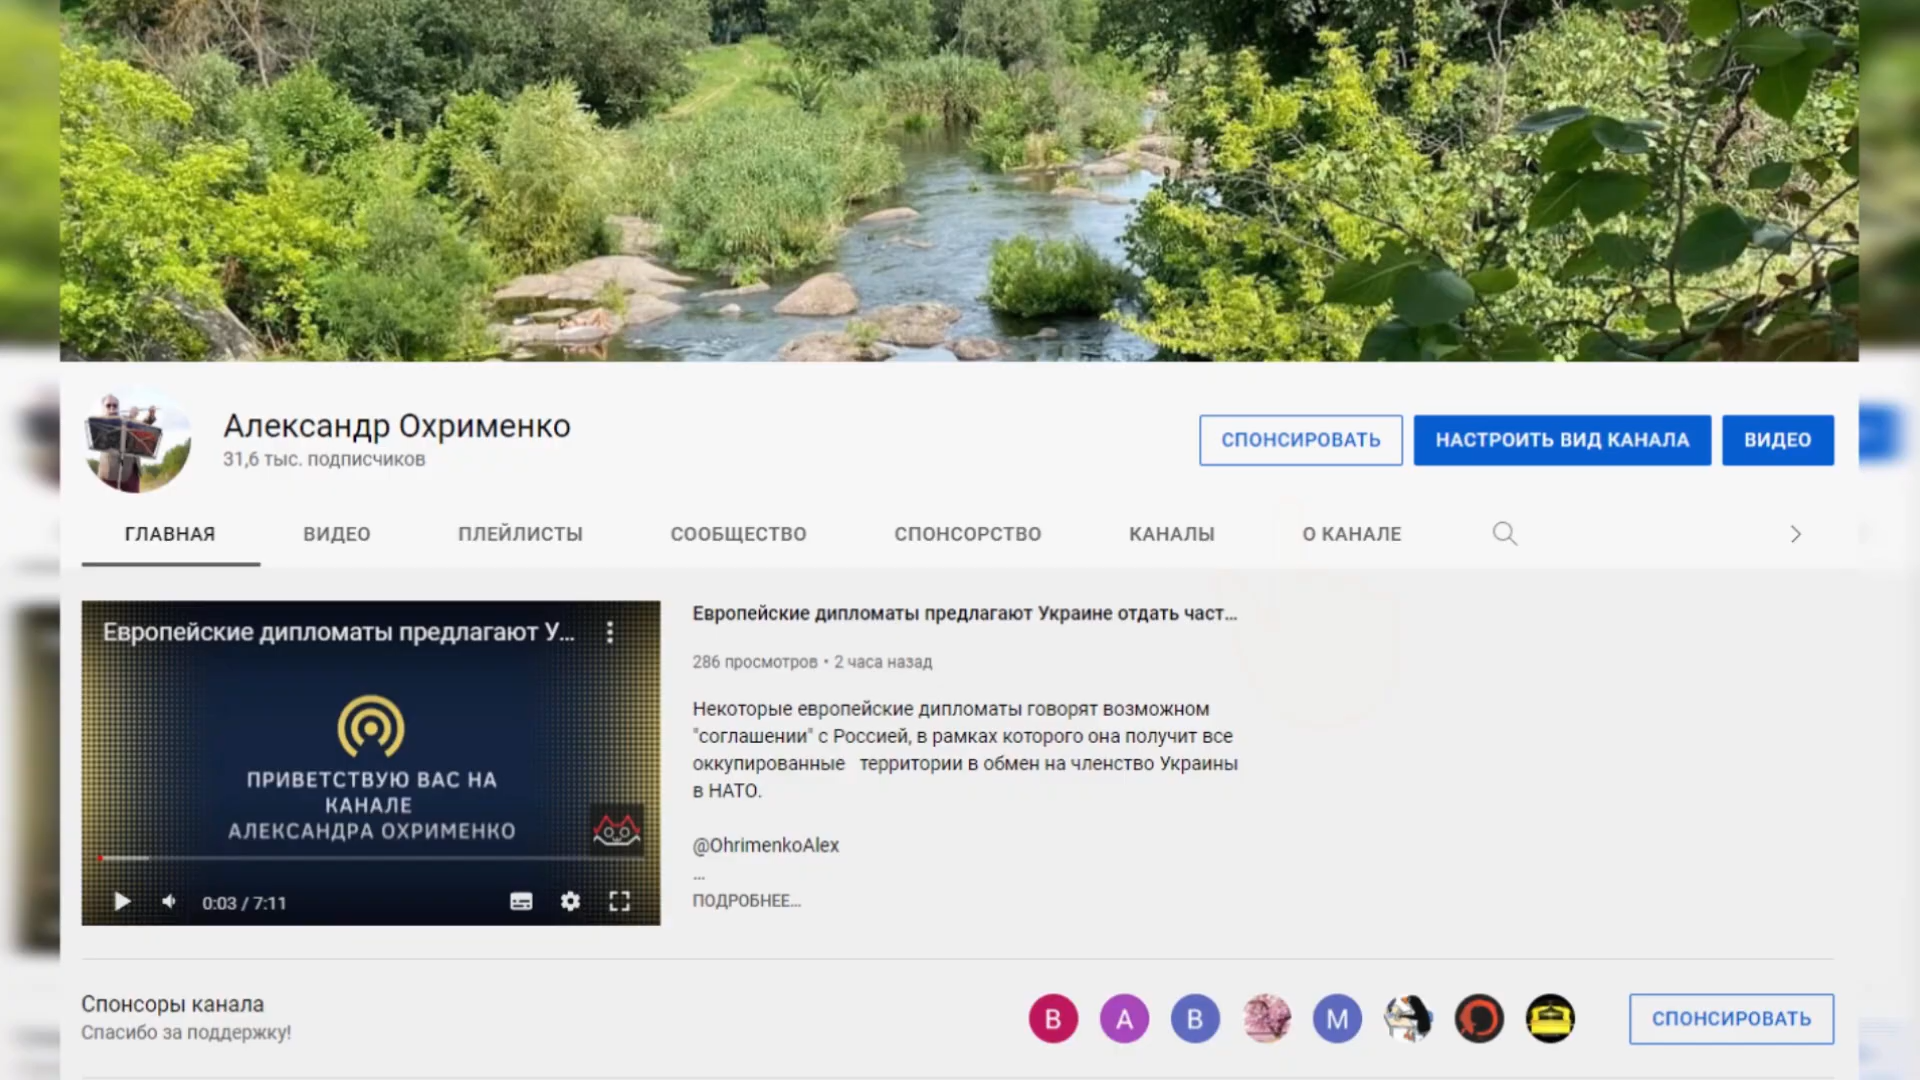 Александр Охрименко
31,6 тыс. подписчиков
СПОНСИРОВАТЬ
НАСТРОИТЬ ВИД КАНАЛА
ВИДЕО
ГЛАВНАЯ
ВИДЕО
ПЛЕЙЛИСТЫ
СООБЩЕСТВО
СПОНСОРСТВО
КАНАЛЫ
О КАНАЛЕ
Европейские дипломаты предлагают У...
ПРИВЕТСТВУЮ ВАС НА
КАНАЛЕ
АЛЕКСАНДРА ОХРИМЕНКО
0:03 / 7:11
Европейские дипломаты предлагают Украине отдать част...
286 просмотров • 2 часа назад
Некоторые европейские дипломаты говорят возможном
"соглашении" с Россией, в рамках которого она получит все
оккупированные территории в обмен на членство Украины
в НАТО.
@OhrimenkoAlex
...
ПОДРОБНЕЕ...
Спонсоры канала
Спасибо за поддержку!
В
А
В
М
СПОНСИРОВАТЬ